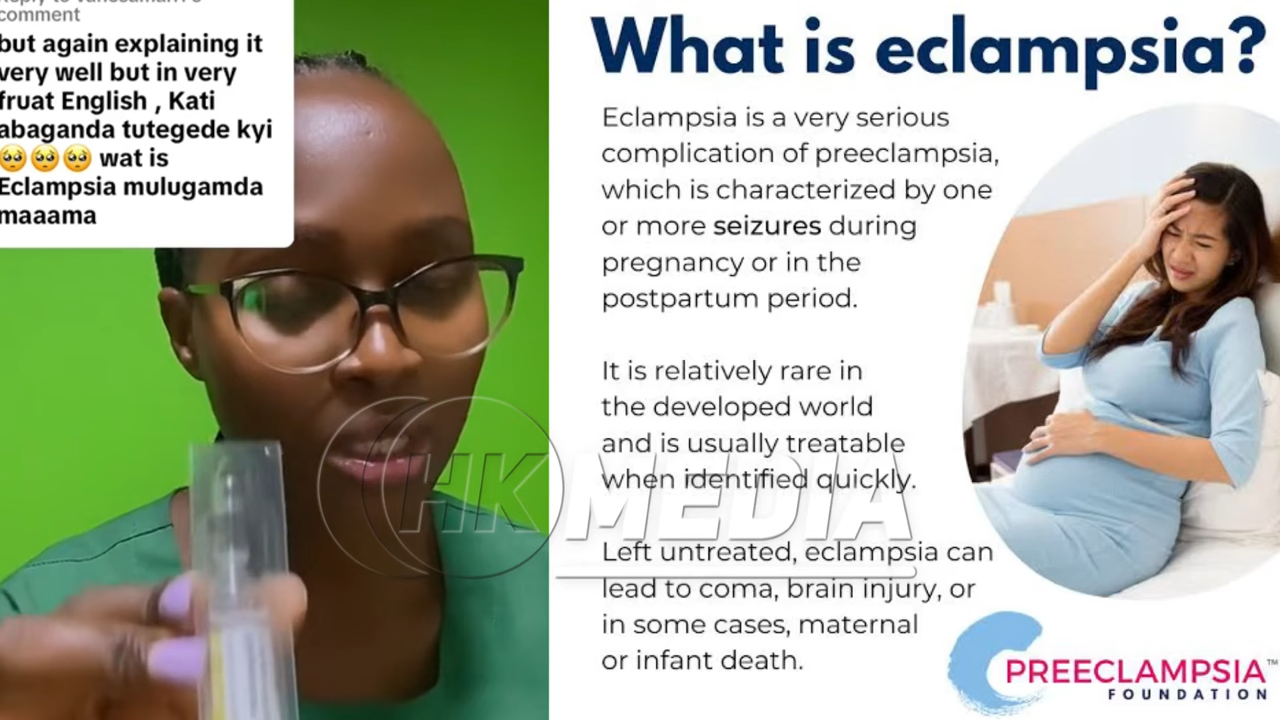 comment
but again explaining it
very well but in very
fruat English , Kati
abaganda tutegede kyi
🥺🥺🥺 wat is
Eclampsia mulugamda
maaama
What is eclampsia?
Eclampsia is a very serious
complication of preeclampsia,
which is characterized by one
or more seizures during
pregnancy or in the
postpartum period.
It is relatively rare in
the developed world
and is usually treatable
when identified quickly.
Left untreated, eclampsia can
lead to coma, brain injury, or
in some cases, maternal
or infant death.
HK MEDIA
PREECLAMPSIA™
FOUNDATION